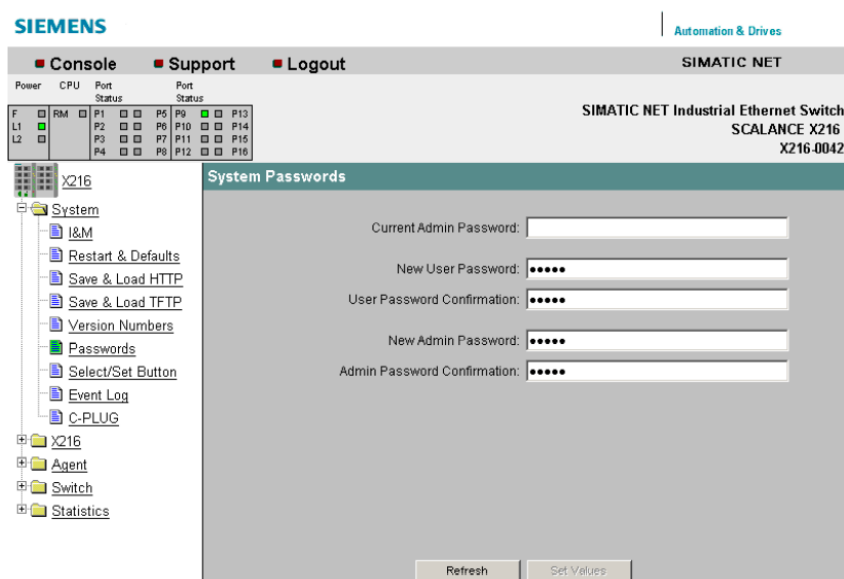 SIEMENS
Automation & Drives
Console Support Logout SIMATIC NET
Power CPU Port Status Port Status
F RM P1 P5 P9 P13
L1 P2 P6 P10 P14
L2 P3 P7 P11 P15
P4 P8 P12 P16
SIMATIC NET Industrial Ethernet Switch
SCALANCE X216
X216-0042
X216
System
I&M
Restart & Defaults
Save & Load HTTP
Save & Load TFTP
Version Numbers
Passwords
Select/Set Button
Event Log
C-PLUG
X216
Agent
Switch
Statistics
System Passwords
Current Admin Password:
New User Password: •••••
User Password Confirmation: •••••
New Admin Password: •••••
Admin Password Confirmation: •••••
Refresh Set Values